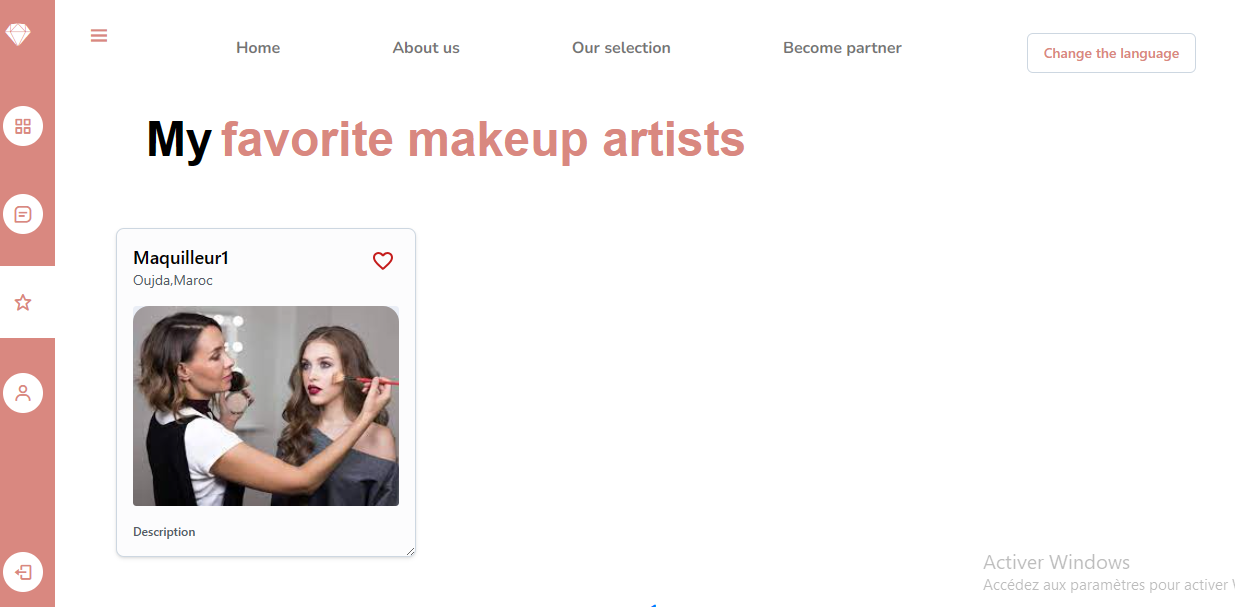 Home About us Our selection Become partner Change the language
My favorite makeup artists
Maquilleur1
Oujda,Maroc
Description
Activer Windows
Accédez aux paramètres pour activer